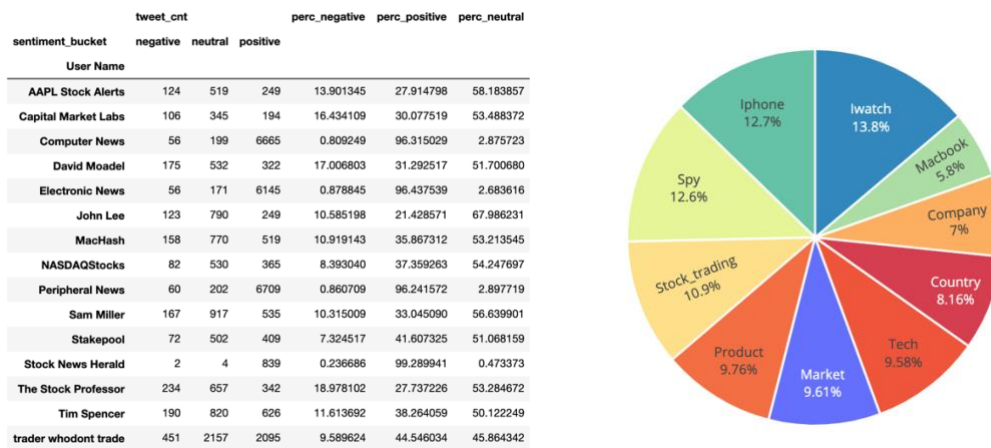 tweet_cnt perc_negative perc_positive perc_neutral
sentiment_bucket negative neutral positive
User Name
AAPL Stock Alerts 124 519 249 13.901345 27.914798 58.183857
Capital Market Labs 106 345 194 16.434109 30.077519 53.488372
Computer News 56 199 6665 0.809249 96.315029 2.875723
David Moadel 175 532 322 17.006803 31.292517 51.700680
Electronic News 56 171 6145 0.878845 96.437539 2.683616
John Lee 123 790 249 10.585198 21.428571 67.986231
MacHash 158 770 519 10.919143 35.867312 53.213545
NASDAQStocks 82 530 365 8.393040 37.359263 54.247697
Peripheral News 60 202 6709 0.860709 96.241572 2.897719
Sam Miller 167 917 535 10.315009 33.045090 56.639901
Stakepool 72 502 409 7.324517 41.607325 51.068159
Stock News Herald 2 4 839 0.236686 99.289941 0.473373
The Stock Professor 234 657 342 18.978102 27.737226 53.284672
Tim Spencer 190 820 626 11.613692 38.264059 50.122249
trader whodont trade 451 2157 2095 9.589624 44.546034 45.864342
Iwatch
13.8%
Macbook
5.8%
Company
7%
Country
8.16%
Tech
9.58%
Market
9.61%
Product
9.76%
Stock_trading
10.9%
Spy
12.6%
Iphone
12.7%